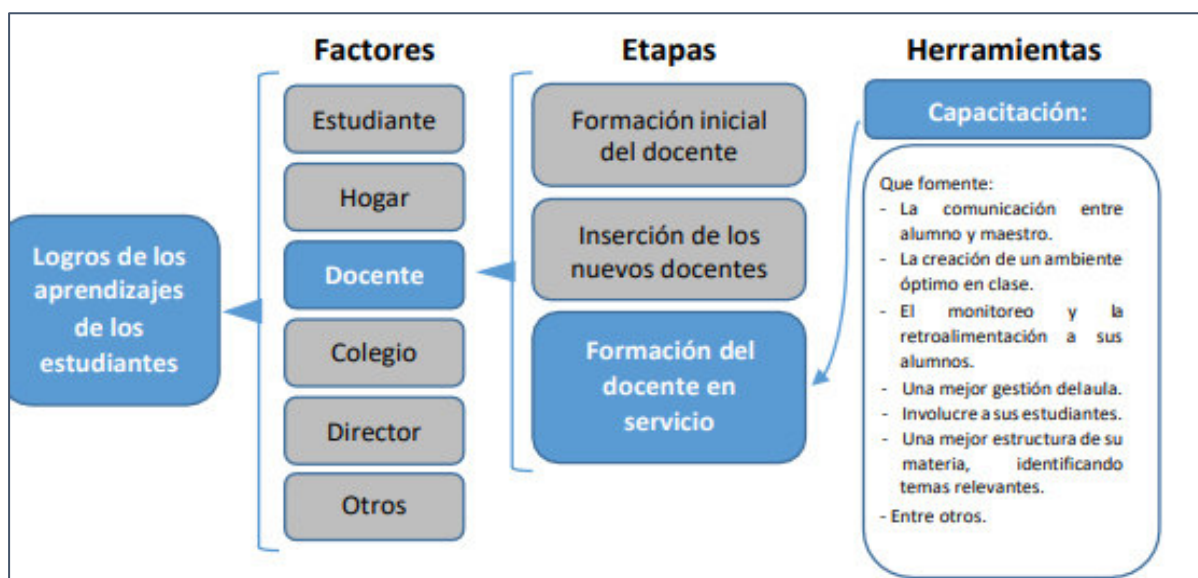 Factores
Etapas
Herramientas
Logros de los
aprendizajes
de los
estudiantes
Estudiante
Hogar
Docente
Colegio
Director
Otros
Formación inicial
del docente
Inserción de los
nuevos docentes
Formación del
docente en
servicio
Capacitación:
Que fomente:
- La comunicación entre
alumno y maestro.
- La creación de un ambiente
óptimo en clase.
- El monitoreo y la
retroalimentación a sus
alumnos.
- Una mejor gestión delaula.
- Involucre a sus estudiantes.
- Una mejor estructura de su
materia, identificando
temas relevantes.
- Entre otros.